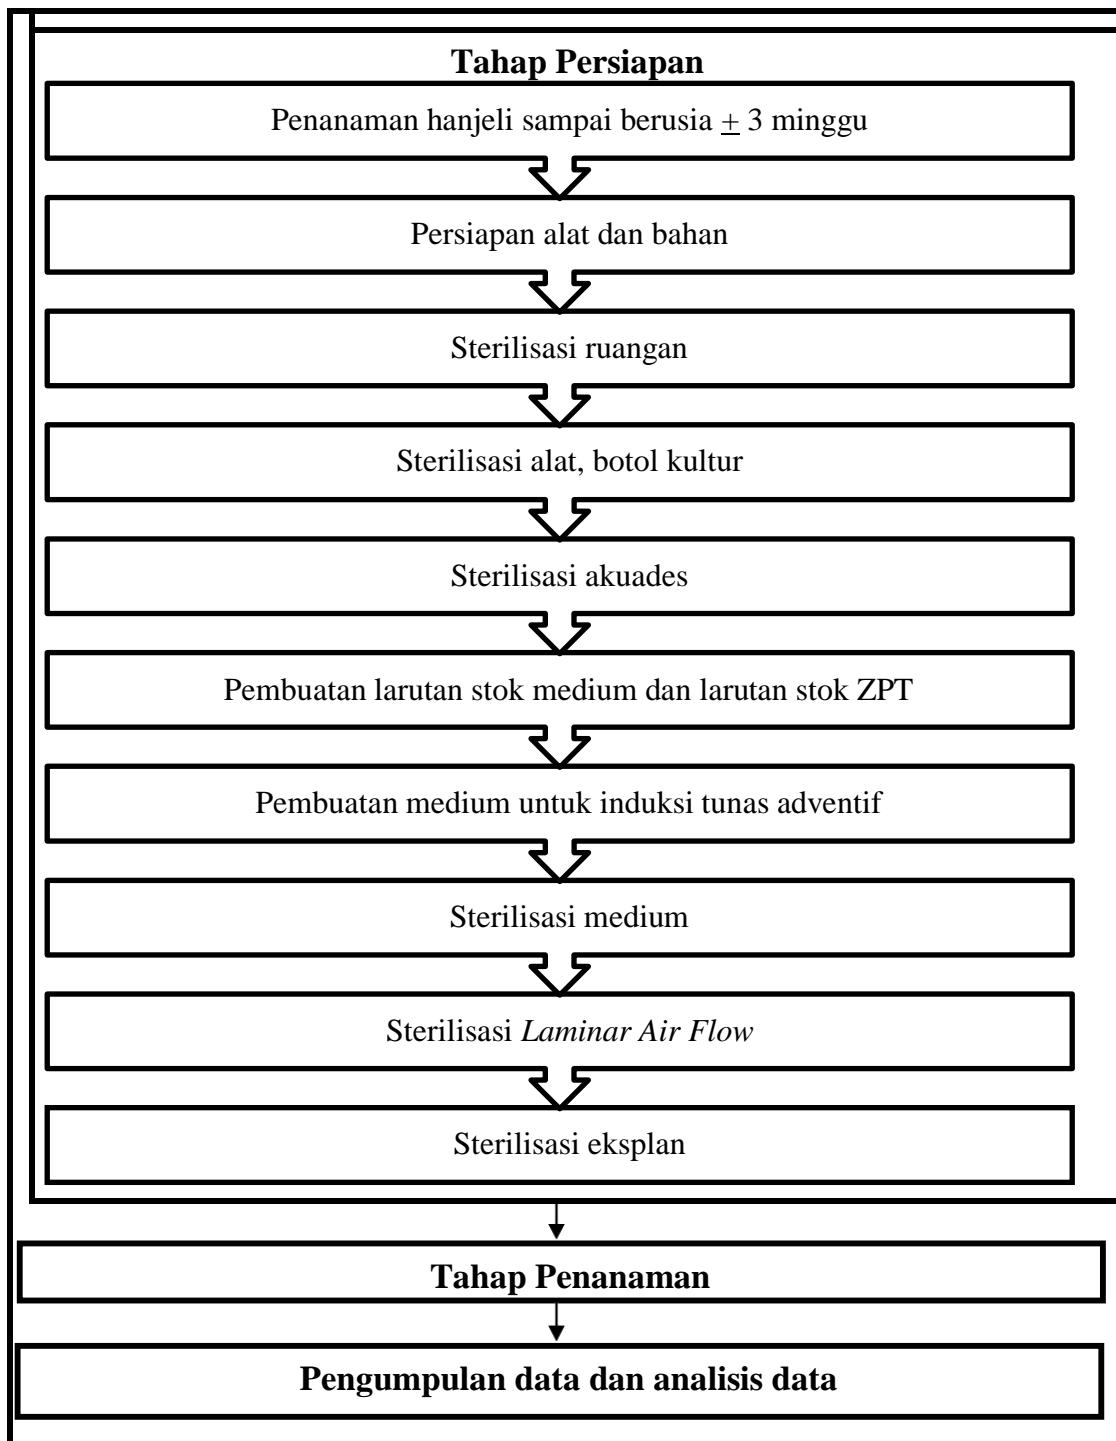 Tahap Persiapan
Penanaman hanjeli sampai berusia ± 3 minggu
Persiapan alat dan bahan
Sterilisasi ruangan
Sterilisasi alat, botol kultur
Sterilisasi akuades
Pembuatan larutan stok medium dan larutan stok ZPT
Pembuatan medium untuk induksi tunas adventif
Sterilisasi medium
Sterilisasi Laminar Air Flow
Sterilisasi eksplan
Tahap Penanaman
Pengumpulan data dan analisis data